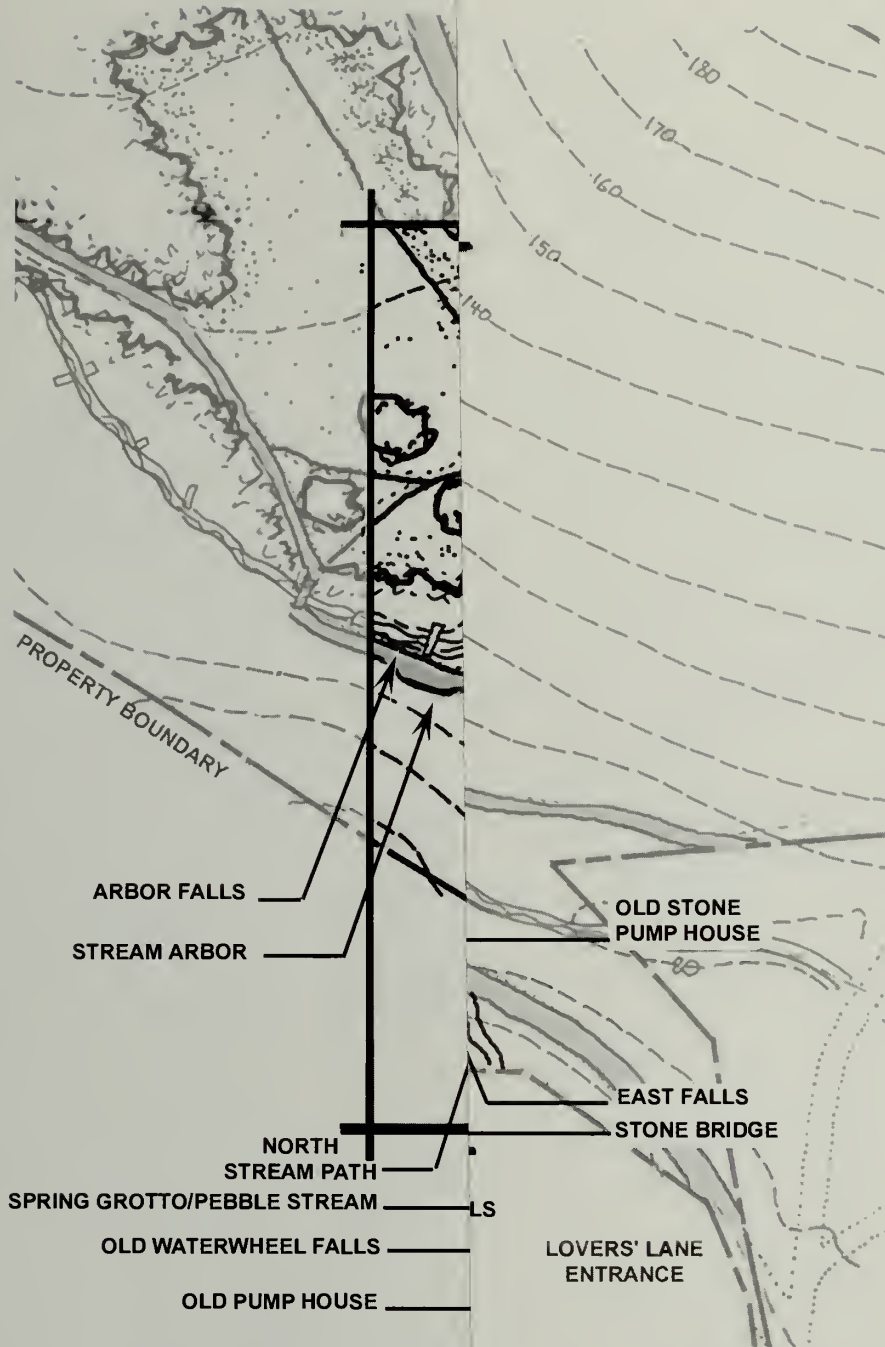 180
170
160
150
140
PROPERTY BOUNDARY
ARBOR FALLS
STREAM ARBOR
OLD STONE
PUMP HOUSE
80
EAST FALLS
STONE BRIDGE
NORTH
STREAM PATH
SPRING GROTTO/PEBBLE STREAM
LS
OLD WATERWHEEL FALLS
LOVERS' LANE
ENTRANCE
OLD PUMP HOUSE